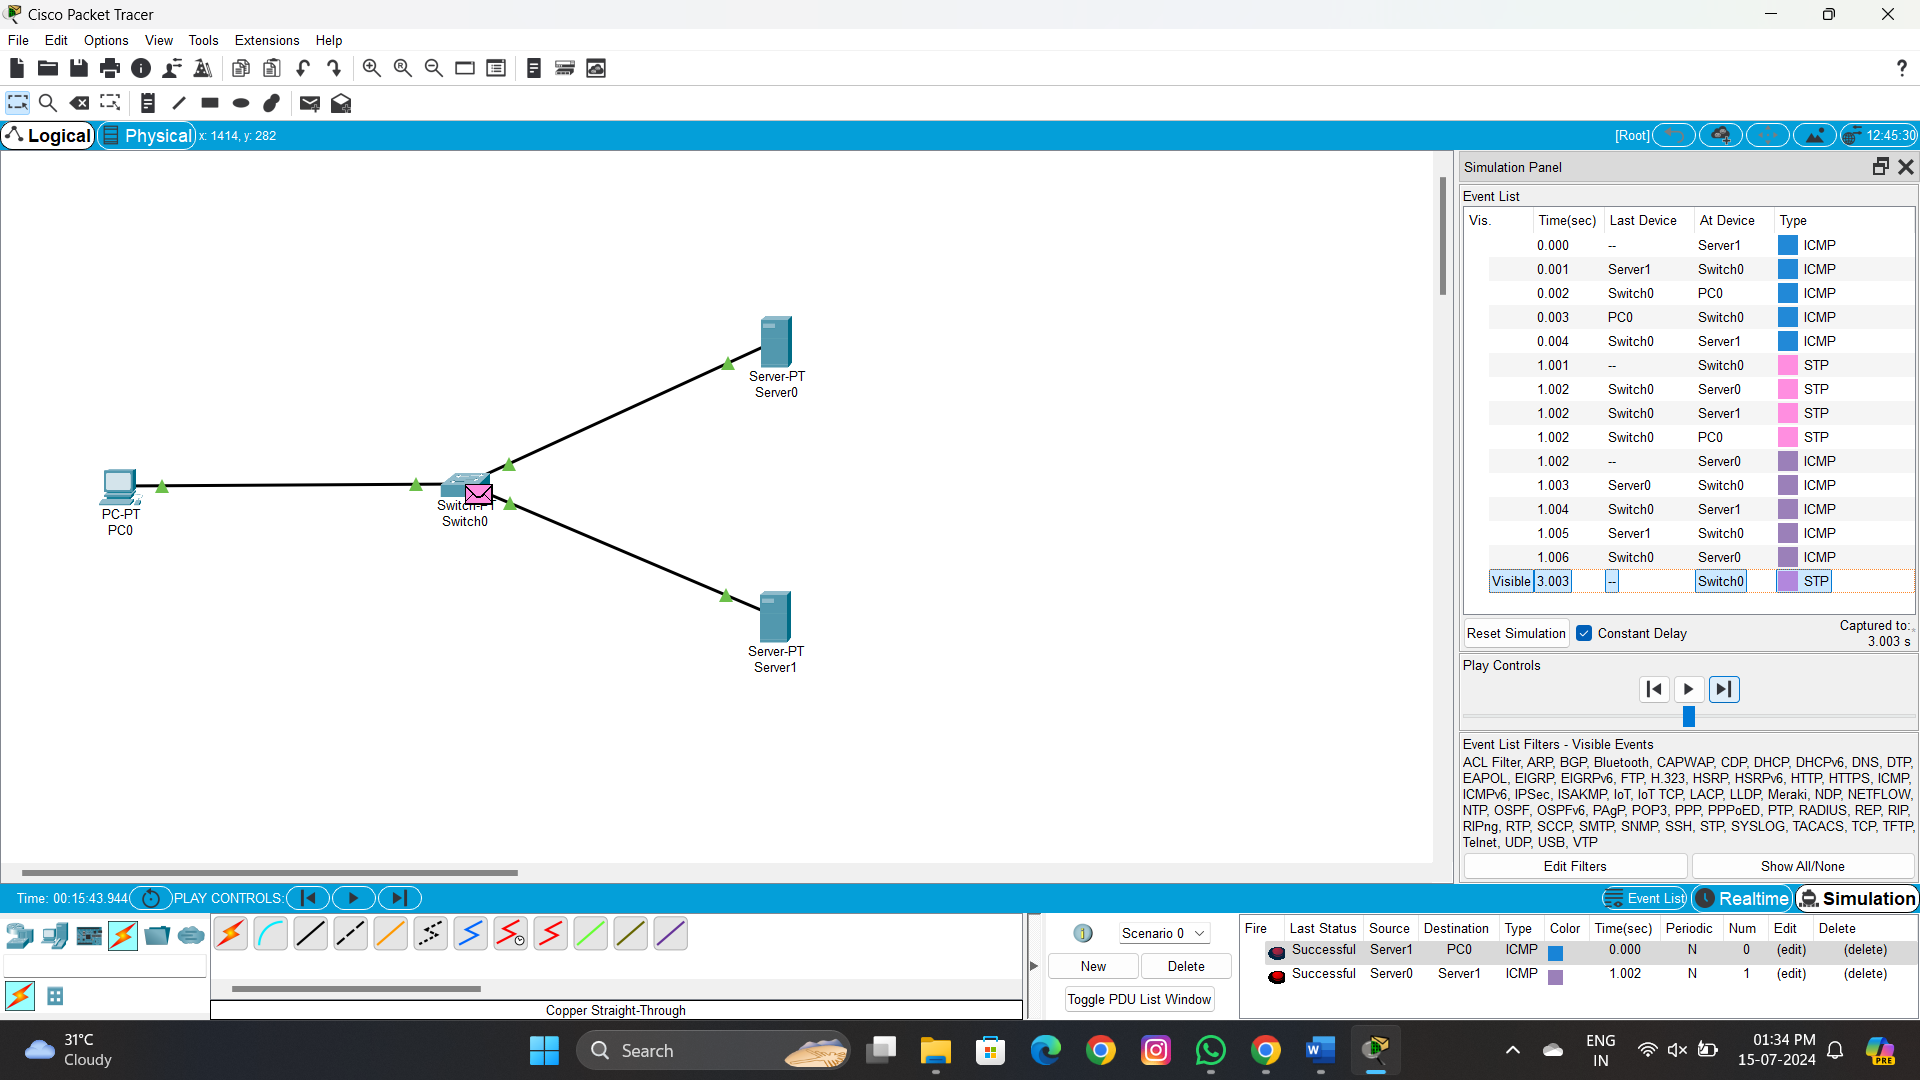 Cisco Packet Tracer
File Edit Options View Tools Extensions Help
?
Logical Physical x: 1414, y: 282 [Root] 12:45:30
Simulation Panel
Event List
Vis. Time(sec) Last Device At Device Type
0.000 -- Server1 ICMP
0.001 Server1 Switch0 ICMP
0.002 Switch0 PC0 ICMP
0.003 PC0 Switch0 ICMP
0.004 Switch0 Server1 ICMP
1.001 -- Switch0 STP
1.002 Switch0 Server0 STP
1.002 Switch0 Server1 STP
1.002 Switch0 PC0 STP
1.002 -- Server0 ICMP
1.003 Server0 Switch0 ICMP
1.004 Switch0 Server1 ICMP
1.005 Server1 Switch0 ICMP
1.006 Switch0 Server0 ICMP
Visible 3.003 -- Switch0 STP
Server-PT
Server0
PC-PT
PC0
Switch-PT
Switch0
Server-PT
Server1
Reset Simulation Constant Delay Captured to:
3.003 s
Play Controls
Event List Filters - Visible Events
ACL Filter, ARP, BGP, Bluetooth, CAPWAP, CDP, DHCP, DHCPv6, DNS, DTP,
EAPOL, EIGRP, EIGRPv6, FTP, H.323, HSRP, HSRPv6, HTTP, HTTPS, ICMP,
ICMPv6, IPSec, ISAKMP, IoT, IoT TCP, LACP, LLDP, Meraki, NDP, NETFLOW,
NTP, OSPF, OSPFv6, PAgP, POP3, PPP, PPPoED, PTP, RADIUS, REP, RIP,
RIPng, RTP, SCCP, SMTP, SNMP, SSH, STP, SYSLOG, TACACS, TCP, TFTP,
Telnet, UDP, USB, VTP
Edit Filters Show All/None
Time: 00:15:43.944 PLAY CONTROLS: Event List Realtime Simulation
Scenario 0
New Delete
Toggle PDU List Window
Fire Last Status Source Destination Type Color Time(sec) Periodic Num Edit Delete
Successful Server1 PC0 ICMP 0.000 N 0 (edit) (delete)
Successful Server0 Server1 ICMP 1.002 N 1 (edit) (delete)
Copper Straight-Through
31°C
Cloudy
Search
ENG
IN
01:34 PM
15-07-2024
PRE